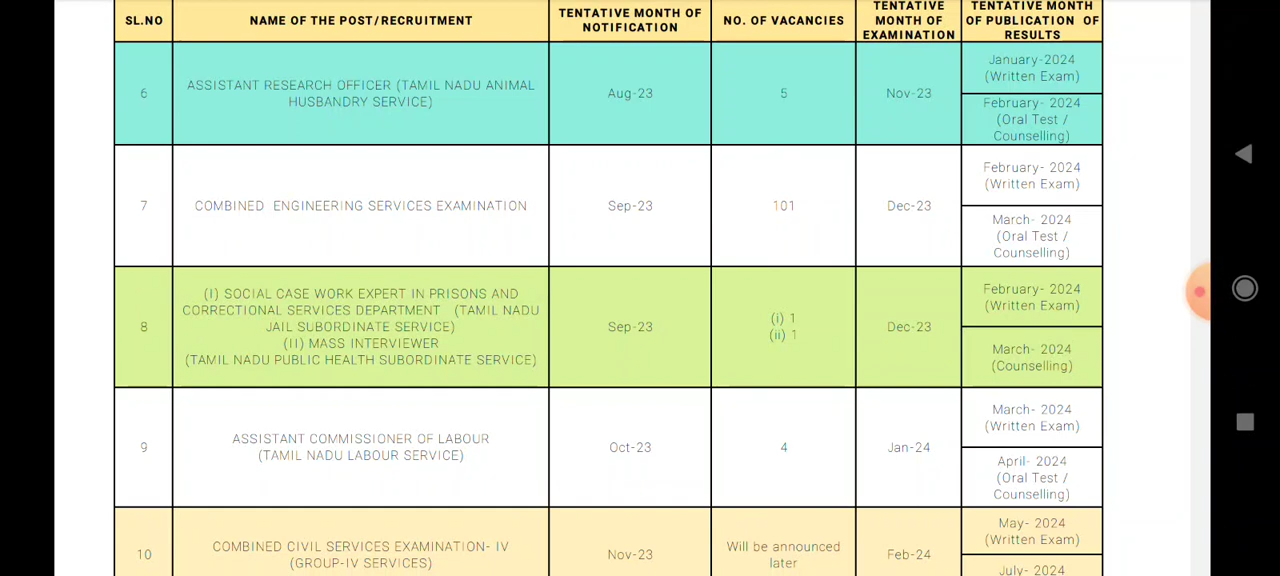 SL.NO
NAME OF THE POST/RECRUITMENT
TENTATIVE MONTH OF
NOTIFICATION
NO. OF VACANCIES
TENTATIVE
MONTH OF
EXAMINATION
TENTATIVE MONTH
OF PUBLICATION OF
RESULTS
6
ASSISTANT RESEARCH OFFICER (TAMIL NADU ANIMAL
HUSBANDRY SERVICE)
Aug-23
5
Nov-23
January-2024
(Written Exam)
February- 2024
(Oral Test /
Counselling)
7
COMBINED ENGINEERING SERVICES EXAMINATION
Sep-23
101
Dec-23
February- 2024
(Written Exam)
March- 2024
(Oral Test /
Counselling)
8
(I) SOCIAL CASE WORK EXPERT IN PRISONS AND
CORRECTIONAL SERVICES DEPARTMENT (TAMIL NADU
JAIL SUBORDINATE SERVICE)
(II) MASS INTERVIEWER
(TAMIL NADU PUBLIC HEALTH SUBORDINATE SERVICE)
Sep-23
(i) 1
(ii) 1
Dec-23
February- 2024
(Written Exam)
March- 2024
(Counselling)
9
ASSISTANT COMMISSIONER OF LABOUR
(TAMIL NADU LABOUR SERVICE)
Oct-23
4
Jan-24
March- 2024
(Written Exam)
April- 2024
(Oral Test /
Counselling)
10
COMBINED CIVIL SERVICES EXAMINATION- IV
(GROUP-IV SERVICES)
Nov-23
Will be announced
later
Feb-24
May- 2024
(Written Exam)
July- 2024